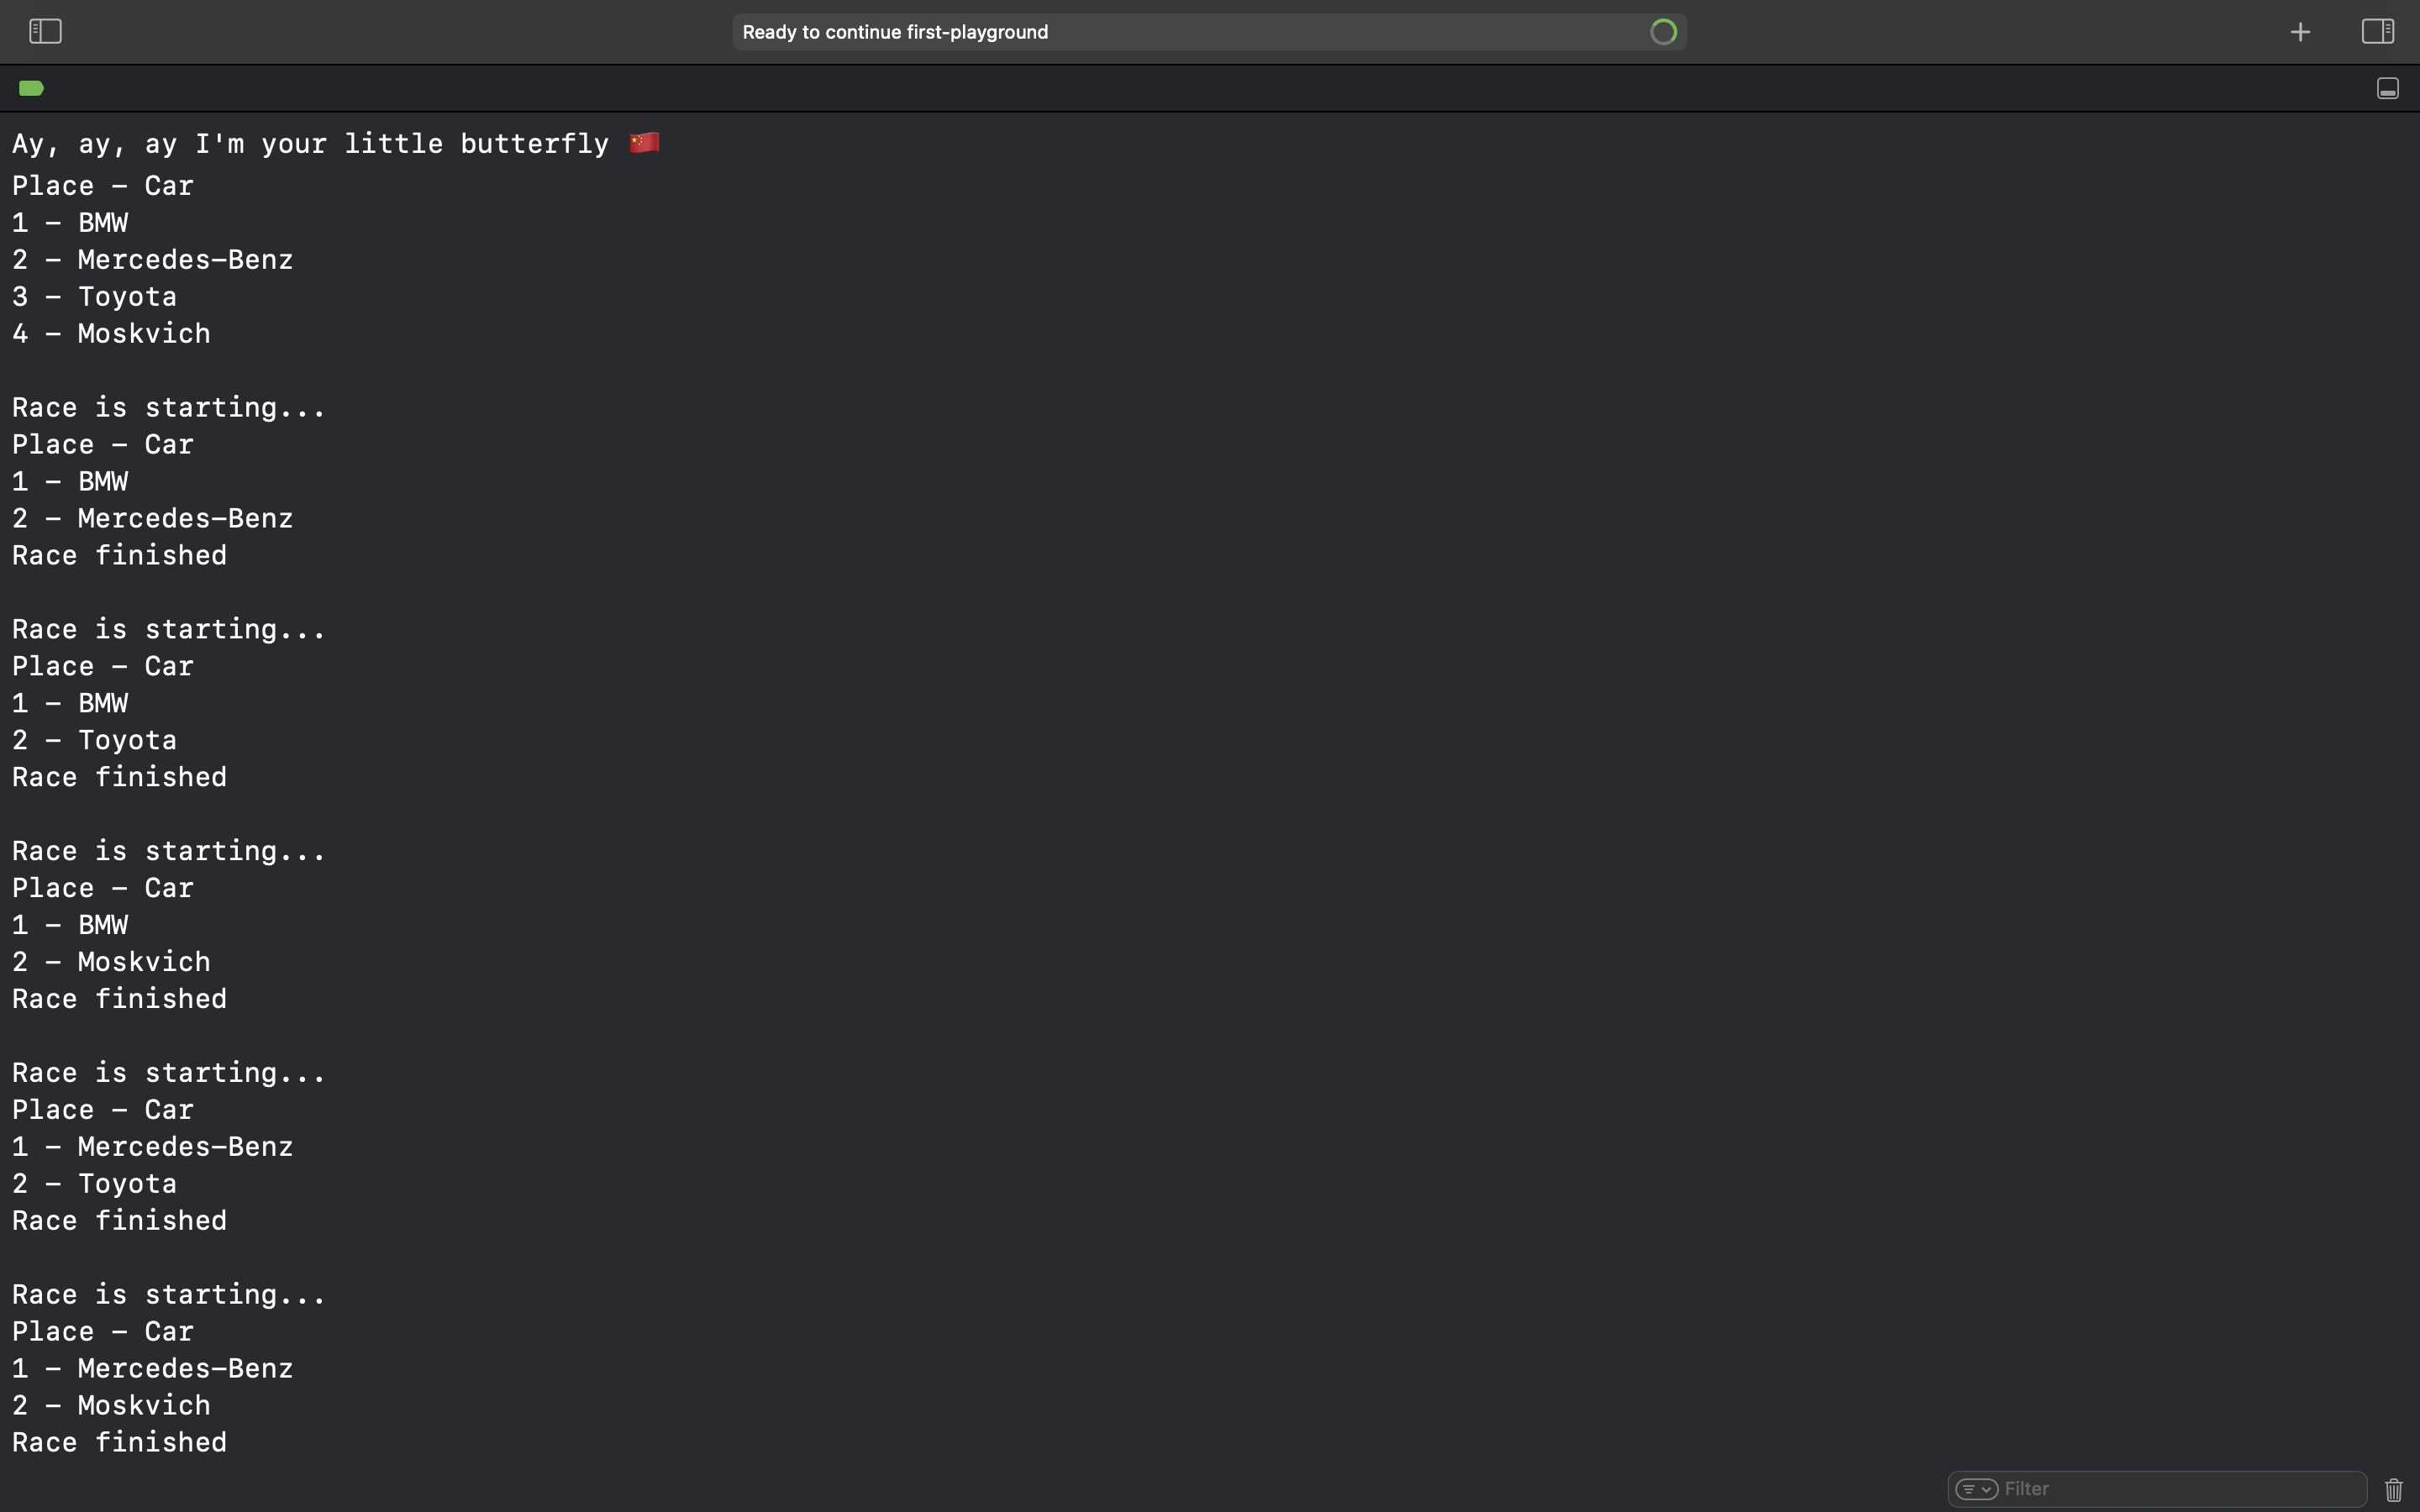 Ready to continue first-playground
Ay, ay, ay I'm your little butterfly 🇨🇳
Place – Car
1 – BMW
2 – Mercedes-Benz
3 – Toyota
4 – Moskvich
Race is starting...
Place – Car
1 – BMW
2 – Mercedes-Benz
Race finished
Race is starting...
Place – Car
1 – BMW
2 – Toyota
Race finished
Race is starting...
Place – Car
1 – BMW
2 – Moskvich
Race finished
Race is starting...
Place – Car
1 – Mercedes-Benz
2 – Toyota
Race finished
Race is starting...
Place – Car
1 – Mercedes-Benz
2 – Moskvich
Race finished
Filter